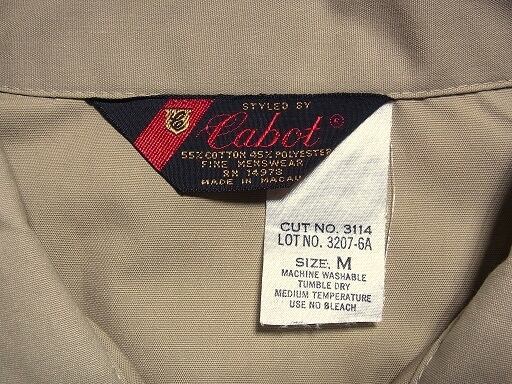 STYLED BY
Cabot ©
55% COTTON 45% POLYESTER
FINE MENSWEAR
RN 14978
MADE IN MACAU
CUT NO. 3114
LOT NO. 3207-6A
SIZE, M
MACHINE WASHABLE
TUMBLE DRY
MEDIUM TEMPERATURE
USE NO BLEACH